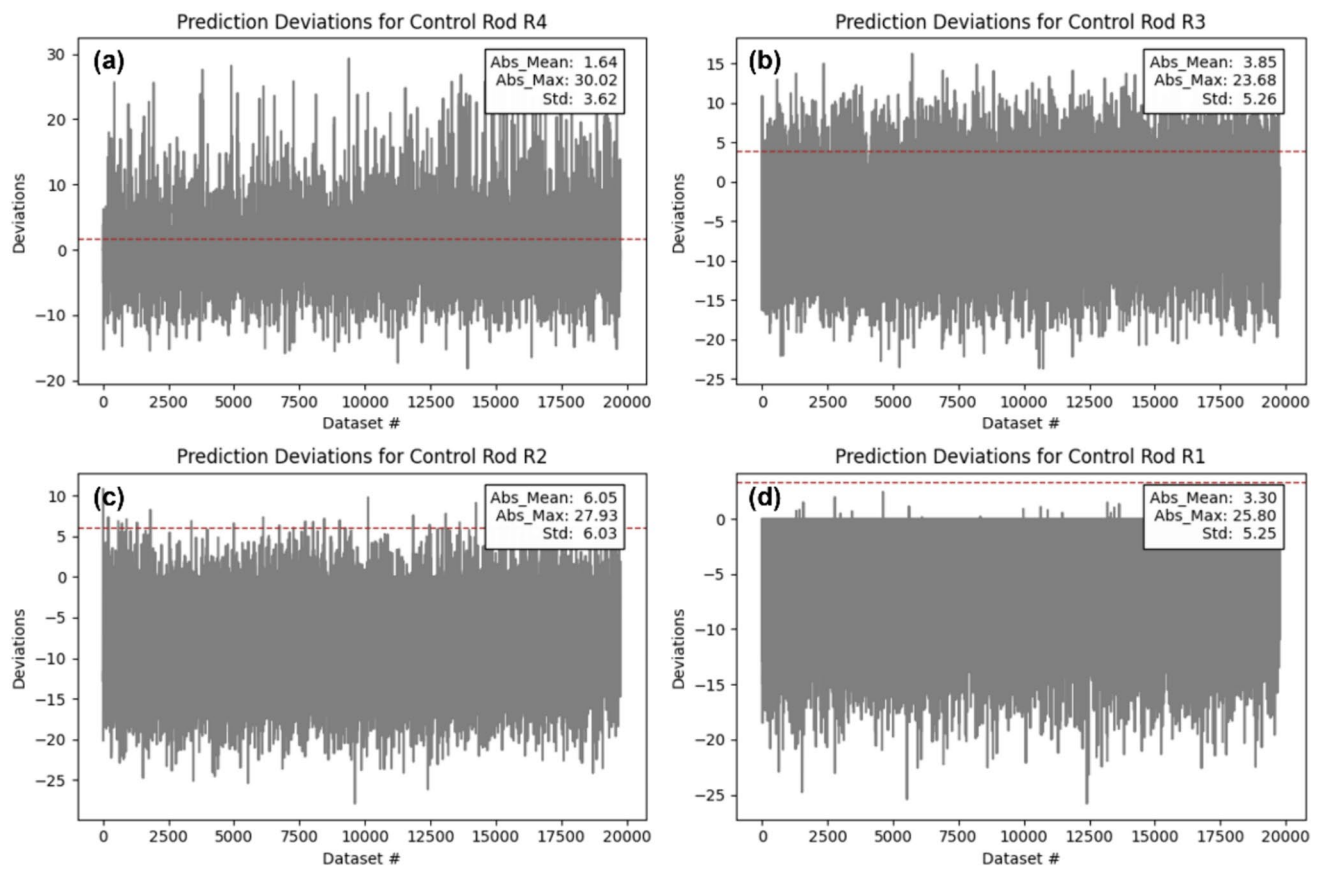 Prediction Deviations for Control Rod R4
(a)
Abs_Mean: 1.64
Abs_Max: 30.02
Std: 3.62
30
20
10
0
−10
−20
Deviations
0 2500 5000 7500 10000 12500 15000 17500 20000
Dataset #
Prediction Deviations for Control Rod R3
(b)
Abs_Mean: 3.85
Abs_Max: 23.68
Std: 5.26
15
10
5
0
−5
−10
−15
−20
−25
Deviations
0 2500 5000 7500 10000 12500 15000 17500 20000
Dataset #
Prediction Deviations for Control Rod R2
(c)
Abs_Mean: 6.05
Abs_Max: 27.93
Std: 6.03
10
5
0
−5
−10
−15
−20
−25
Deviations
0 2500 5000 7500 10000 12500 15000 17500 20000
Dataset #
Prediction Deviations for Control Rod R1
(d)
Abs_Mean: 3.30
Abs_Max: 25.80
Std: 5.25
0
−5
−10
−15
−20
−25
Deviations
0 2500 5000 7500 10000 12500 15000 17500 20000
Dataset #